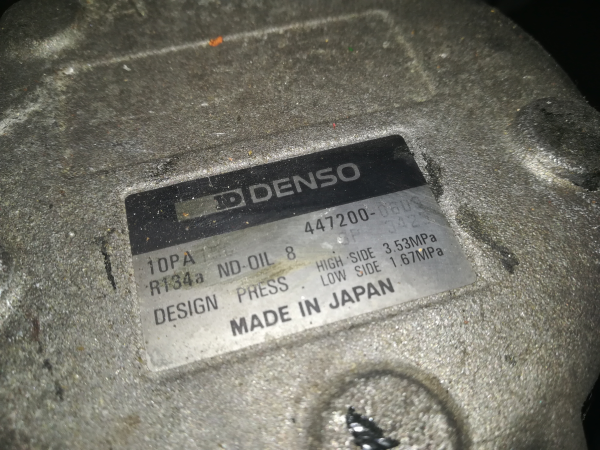 DENSO
447200-
10PA
R134a ND-OIL 8
DESIGN PRESS HIGH SIDE 3.53MPa
LOW SIDE 1.67MPa
MADE IN JAPAN